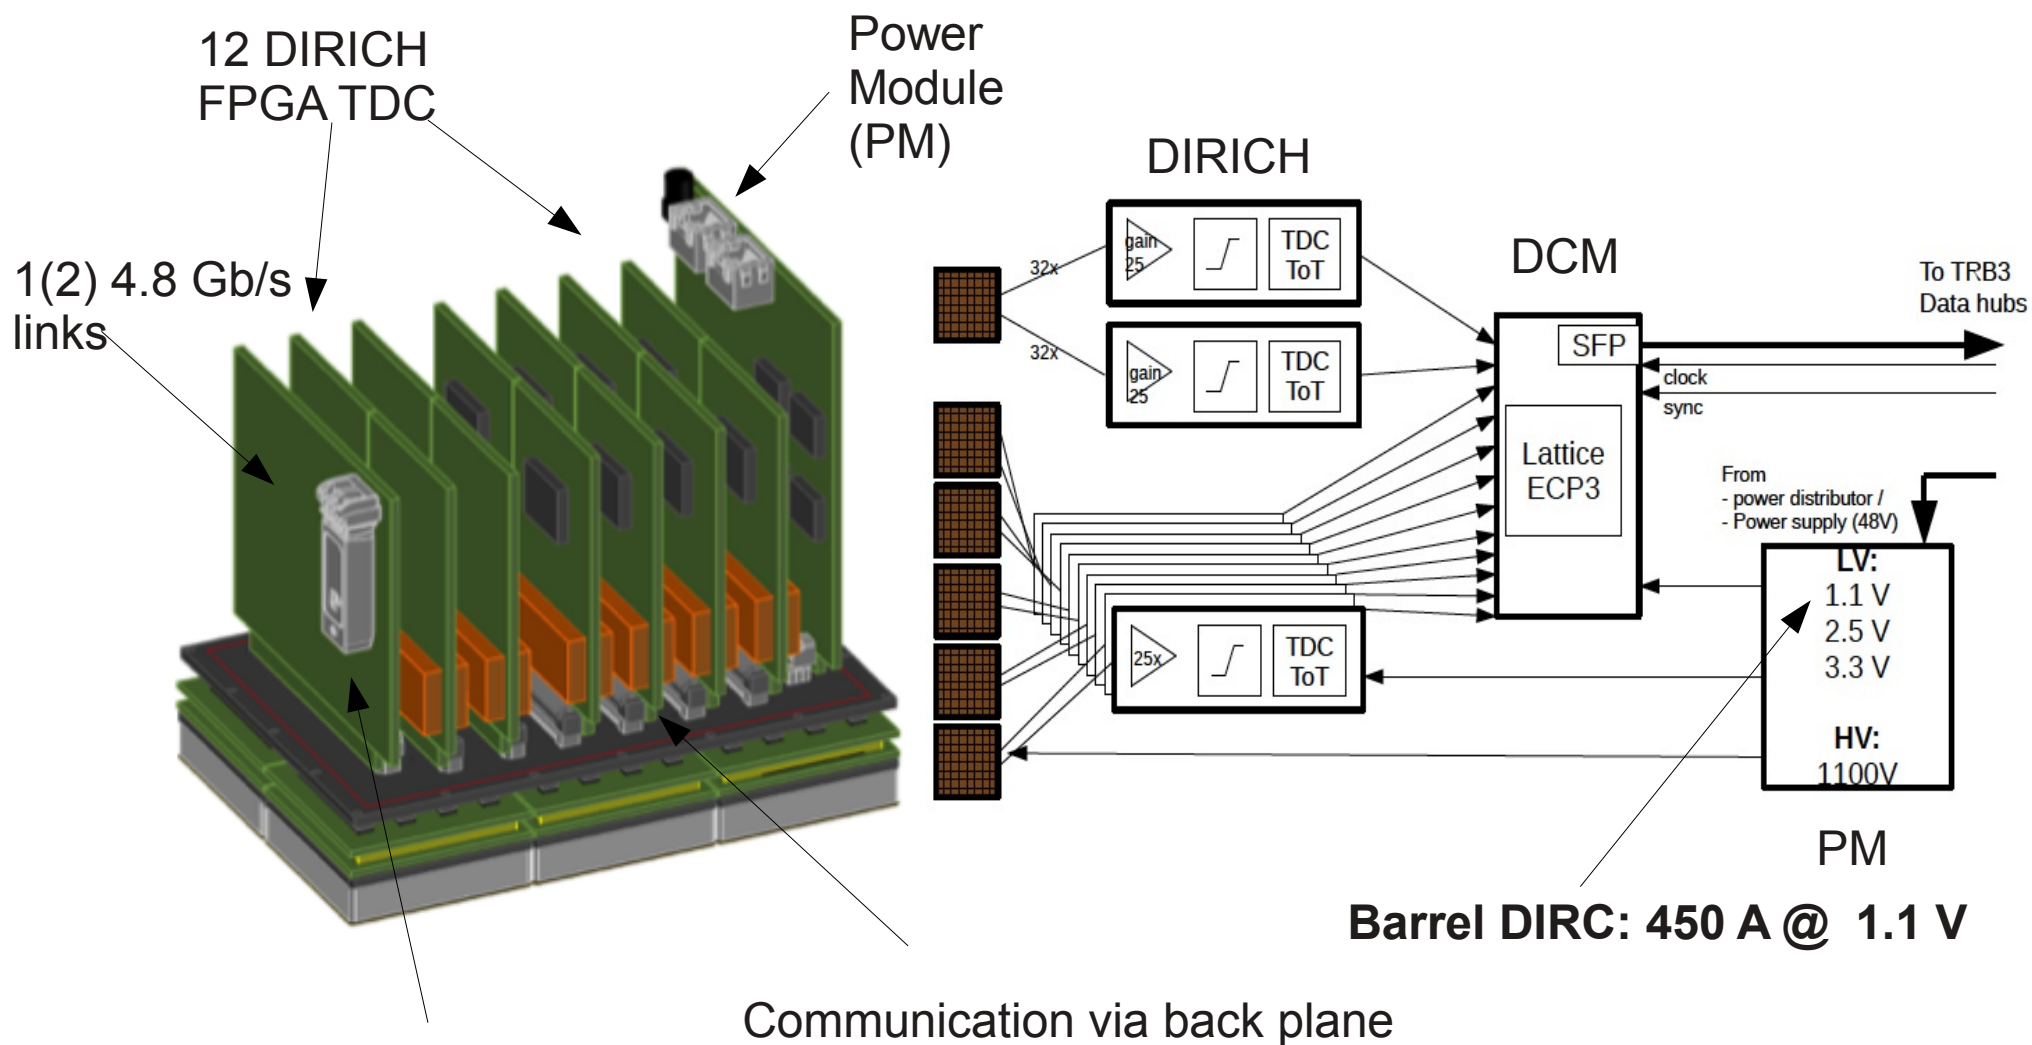 12 DIRICH
FPGA TDC
Power
Module
(PM)
1(2) 4.8 Gb/s
links
DIRICH
gain
25
TDC
ToT
32x
32x
gain
25
TDC
ToT
DCM
SFP
Lattice
ECP3
To TRB3
Data hubs
clock
sync
From
- power distributor /
- Power supply (48V)
LV:
1.1 V
2.5 V
3.3 V
HV:
1100V
25x
TDC
ToT
PM
Barrel DIRC: 450 A @ 1.1 V
Communication via back plane